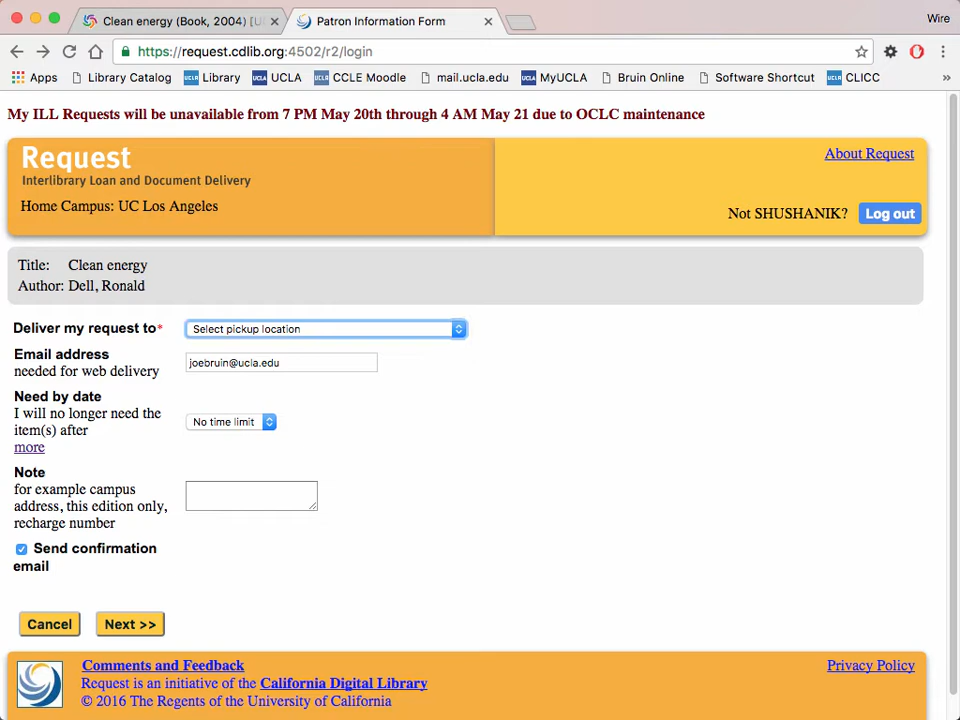 Clean energy (Book, 2004) [U
Patron Information Form
Wire
https://request.cdlib.org:4502/r2/login
Apps
Library Catalog
Library
UCLA
CCLE Moodle
mail.ucla.edu
MyUCLA
Bruin Online
Software Shortcut
CLICC
»
My ILL Requests will be unavailable from 7 PM May 20th through 4 AM May 21 due to OCLC maintenance
Request
Interlibrary Loan and Document Delivery
Home Campus: UC Los Angeles
About Request
Not SHUSHANIK? Log out
Title: Clean energy
Author: Dell, Ronald
Deliver my request to* Select pickup location
Email address
needed for web delivery
joebruin@ucla.edu
Need by date
I will no longer need the
item(s) after
more
No time limit
Note
for example campus
address, this edition only,
recharge number
Send confirmation
email
Cancel
Next >>
Comments and Feedback
Request is an initiative of the California Digital Library
© 2016 The Regents of the University of California
Privacy Policy